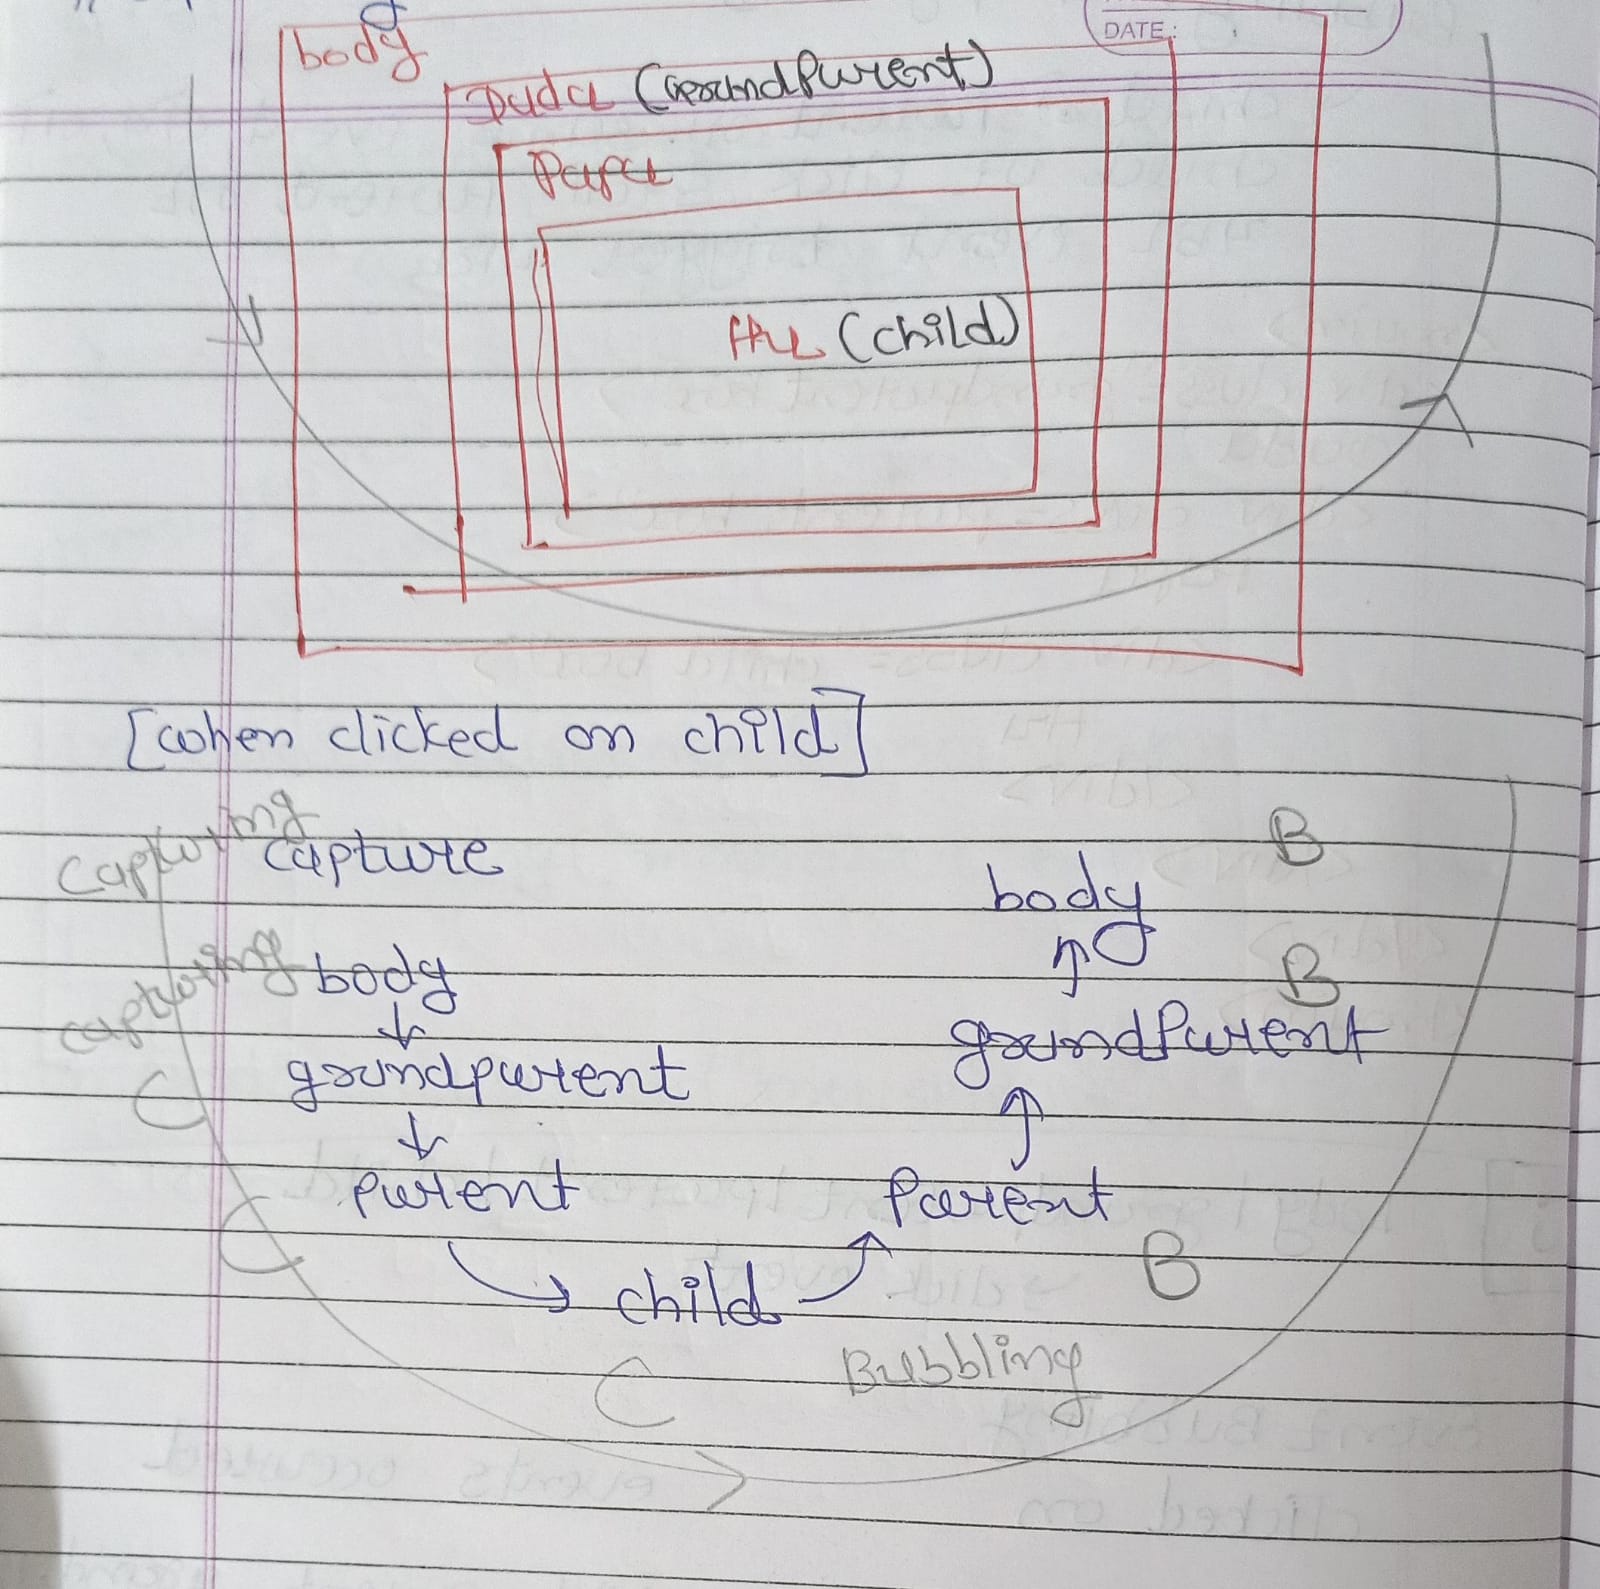 DATE:
body
Dada (GrandParent)
Papa
(child)
[when clicked on child]
Capturing
capture
B
body
capturing
body
B
grandParent
grandparent
C
parent
Parent
B
child
Bubbling
C